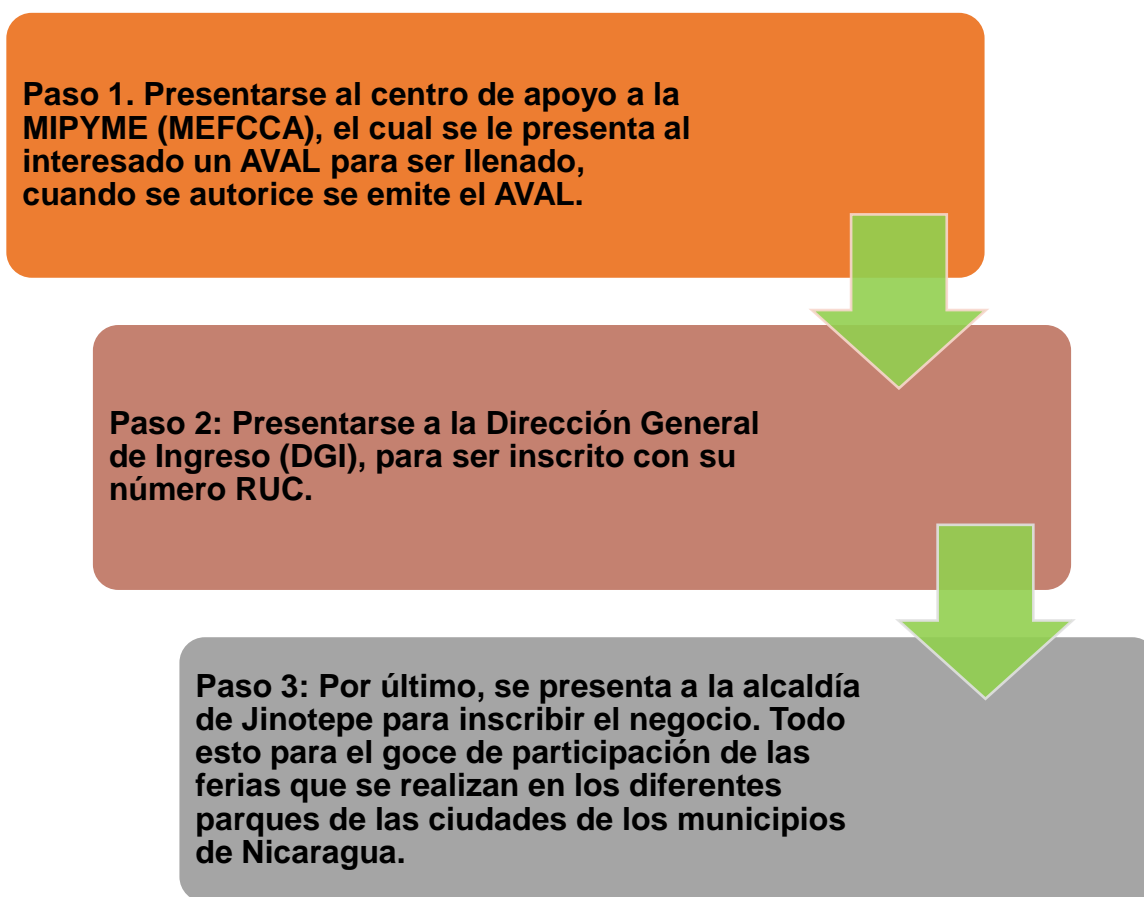 Paso 1. Presentarse al centro de apoyo a la
MIPYME (MEFCCA), el cual se le presenta al
interesado un AVAL para ser llenado,
cuando se autorice se emite el AVAL.
Paso 2: Presentarse a la Dirección General
de Ingreso (DGI), para ser inscrito con su
número RUC.
Paso 3: Por último, se presenta a la alcaldía
de Jinotepe para inscribir el negocio. Todo
esto para el goce de participación de las
ferias que se realizan en los diferentes
parques de las ciudades de los municipios
de Nicaragua.